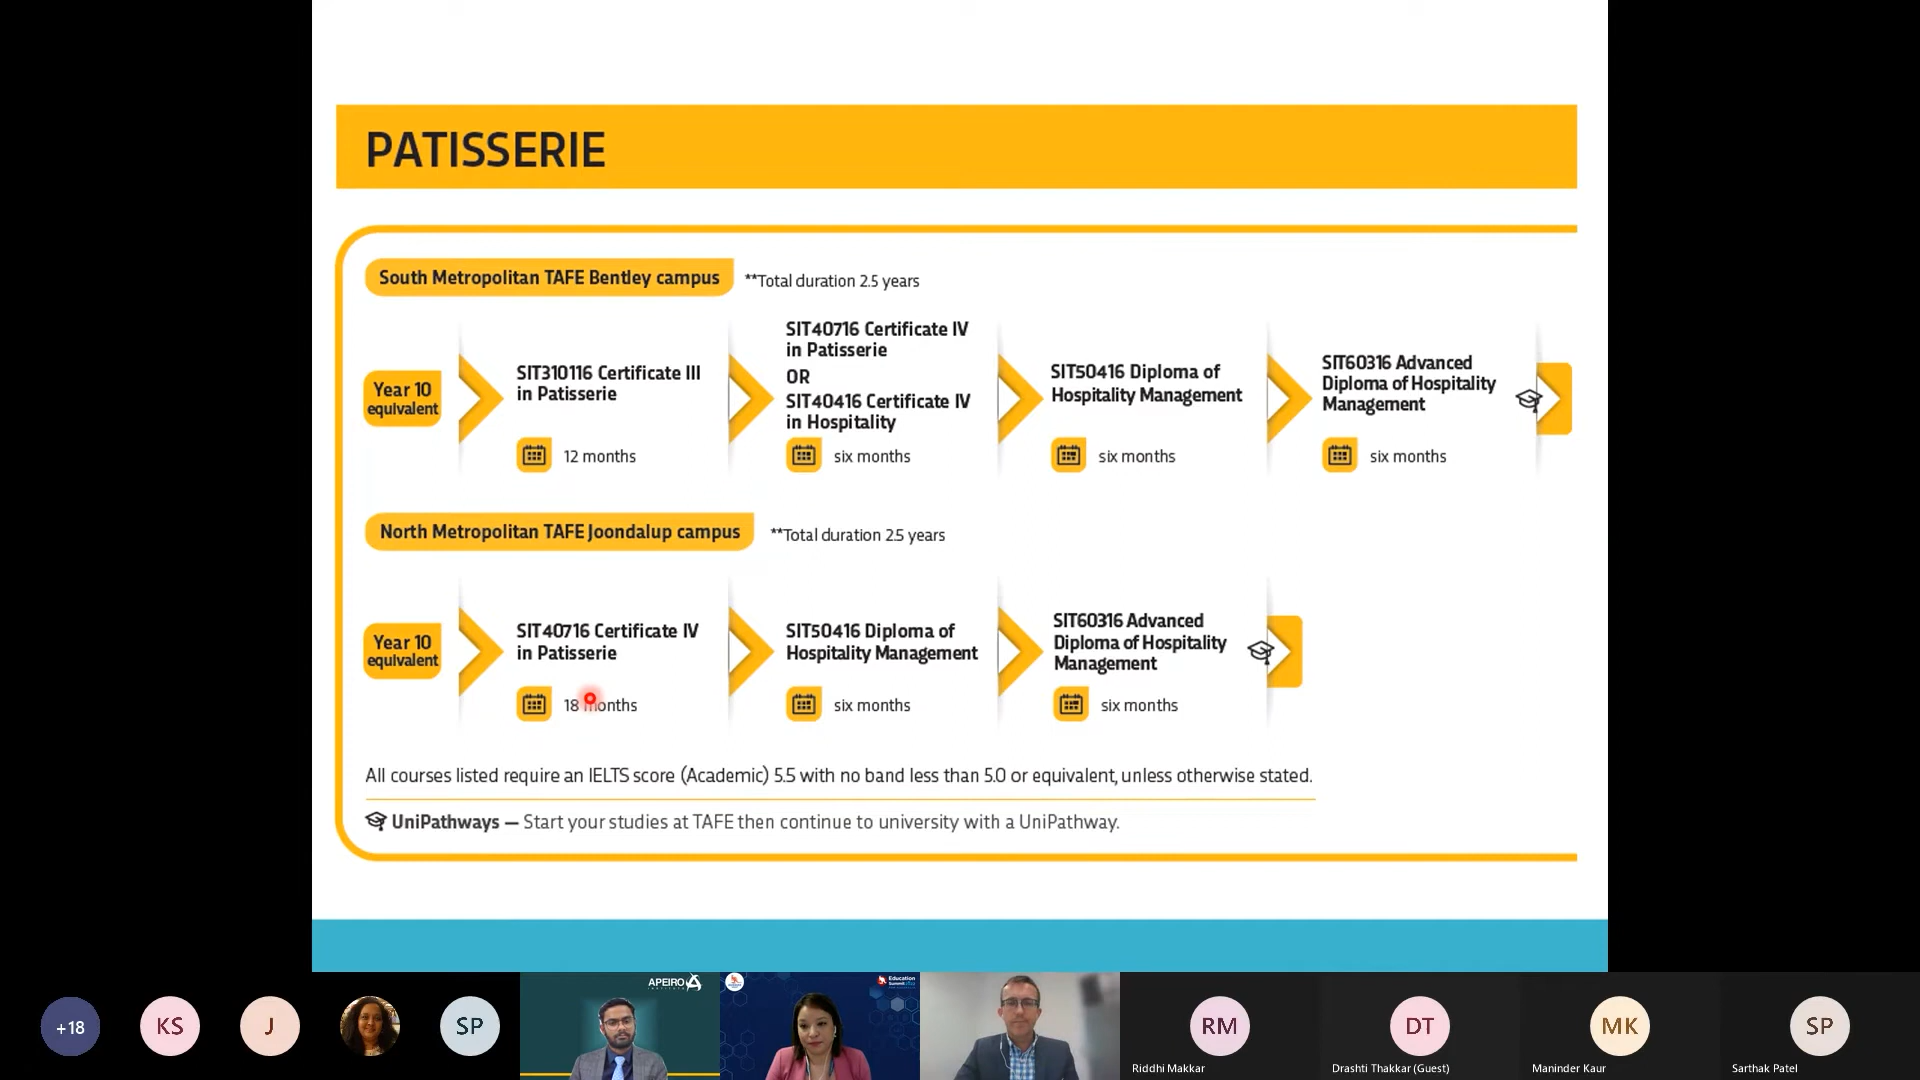 PATISSERIE
South Metropolitan TAFE Bentley campus
**Total duration 2.5 years
Year 10
equivalent
SIT310116 Certificate III
in Patisserie
12 months
SIT40716 Certificate IV
in Patisserie
OR
SIT40416 Certificate IV
in Hospitality
six months
SIT50416 Diploma of
Hospitality Management
six months
SIT60316 Advanced
Diploma of Hospitality
Management
six months
North Metropolitan TAFE Joondalup campus
**Total duration 2.5 years
Year 10
equivalent
SIT40716 Certificate IV
in Patisserie
18 months
SIT50416 Diploma of
Hospitality Management
six months
SIT60316 Advanced
Diploma of Hospitality
Management
six months
All courses listed require an IELTS score (Academic) 5.5 with no band less than 5.0 or equivalent, unless otherwise stated.
UniPathways — Start your studies at TAFE then continue to university with a UniPathway.
+18
KS
J
SP
APEIRO
Education
RM
Riddhi Makkar
DT
Drashti Thakkar (Guest)
MK
Maninder Kaur
SP
Sarthak Patel